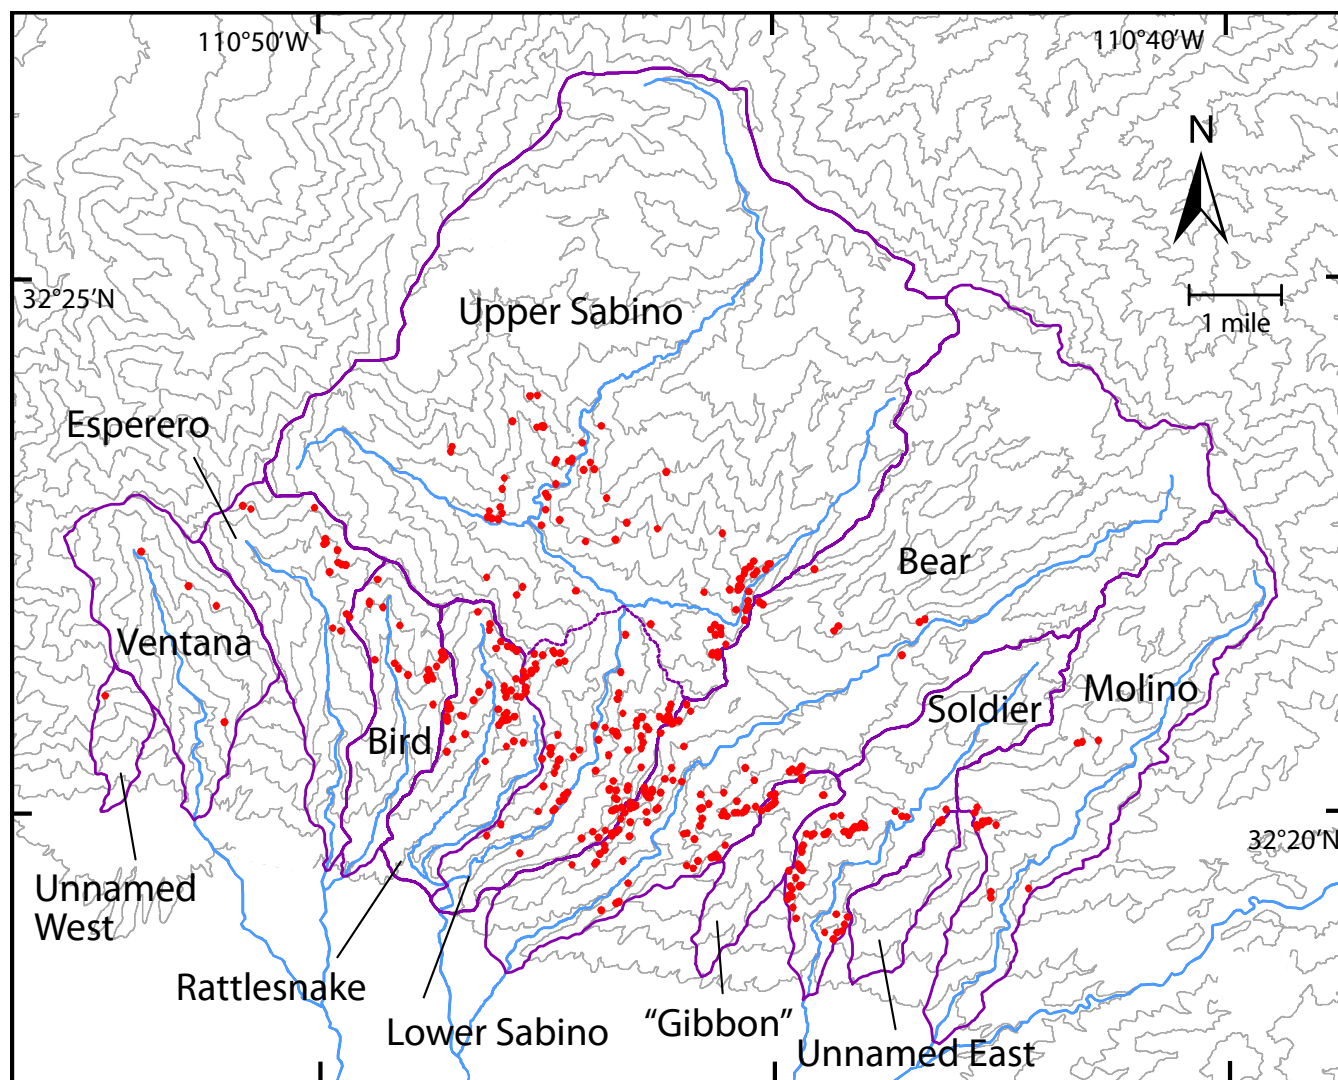 110°50′W
110°40′W
N
32°25′N
1 mile
Upper Sabino
Esperero
Bear
Ventana
Molino
Soldier
Bird
32°20′N
Unnamed
West
Rattlesnake
Lower Sabino
“Gibbon”
Unnamed East